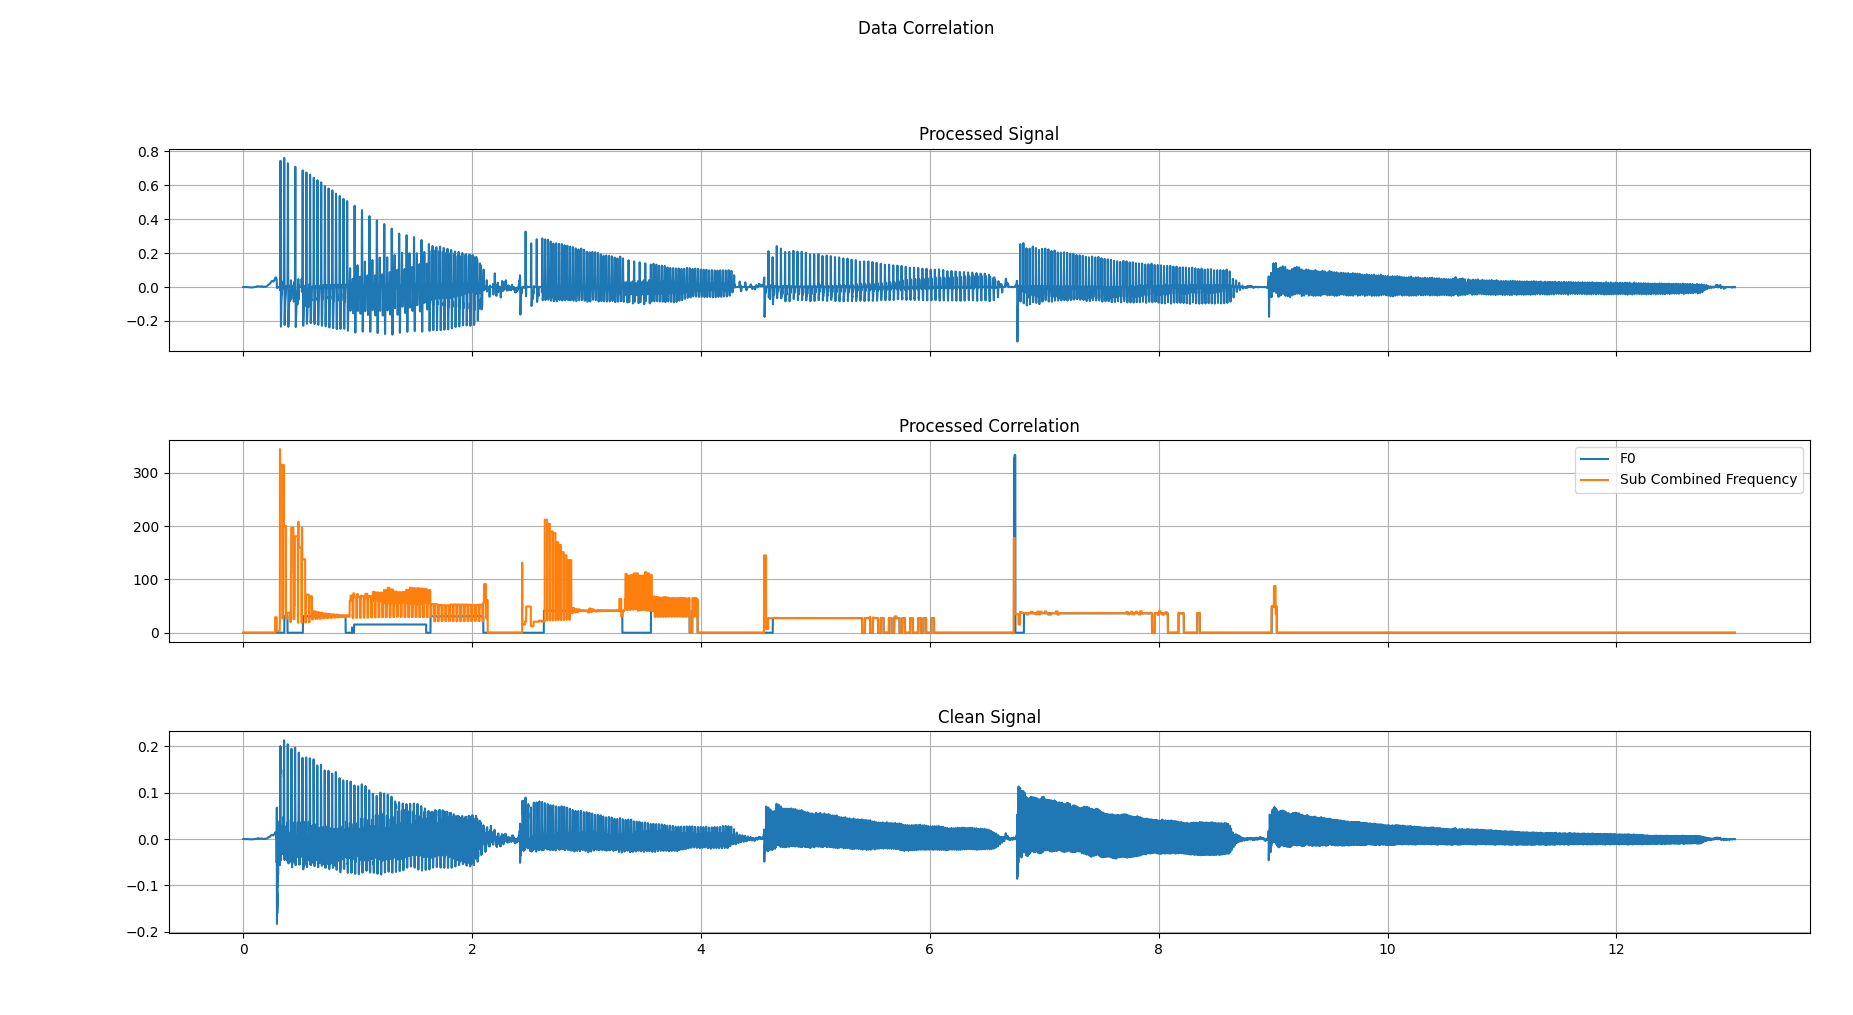 Data Correlation
Processed Signal
0.8
0.6
0.4
0.2
0.0
−0.2
Processed Correlation
300
200
100
0
F0
Sub Combined Frequency
Clean Signal
0.2
0.1
0.0
−0.1
−0.2
0 2 4 6 8 10 12